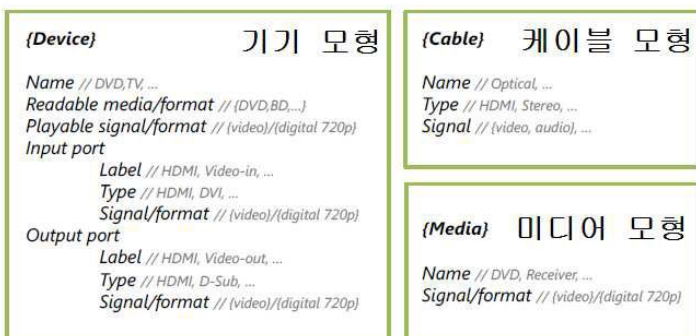 {Device} 기기 모형
Name // DVD,TV, ...
Readable media/format // {DVD,BD,...}
Playable signal/format // {video}/{digital 720p}
Input port
Label // HDMI, Video-in, ...
Type // HDMI, DVI, ...
Signal/format // {video}/{digital 720p}
Output port
Label // HDMI, Video-out, ...
Type // HDMI, D-Sub, ...
Signal/format // {video}/{digital 720p}
{Cable} 케이블 모형
Name // Optical, ...
Type // HDMI, Stereo, ...
Signal // {video, audio}, ...
{Media} 미디어 모형
Name // DVD, Receiver, ...
Signal/format // {video}/{digital 720p}